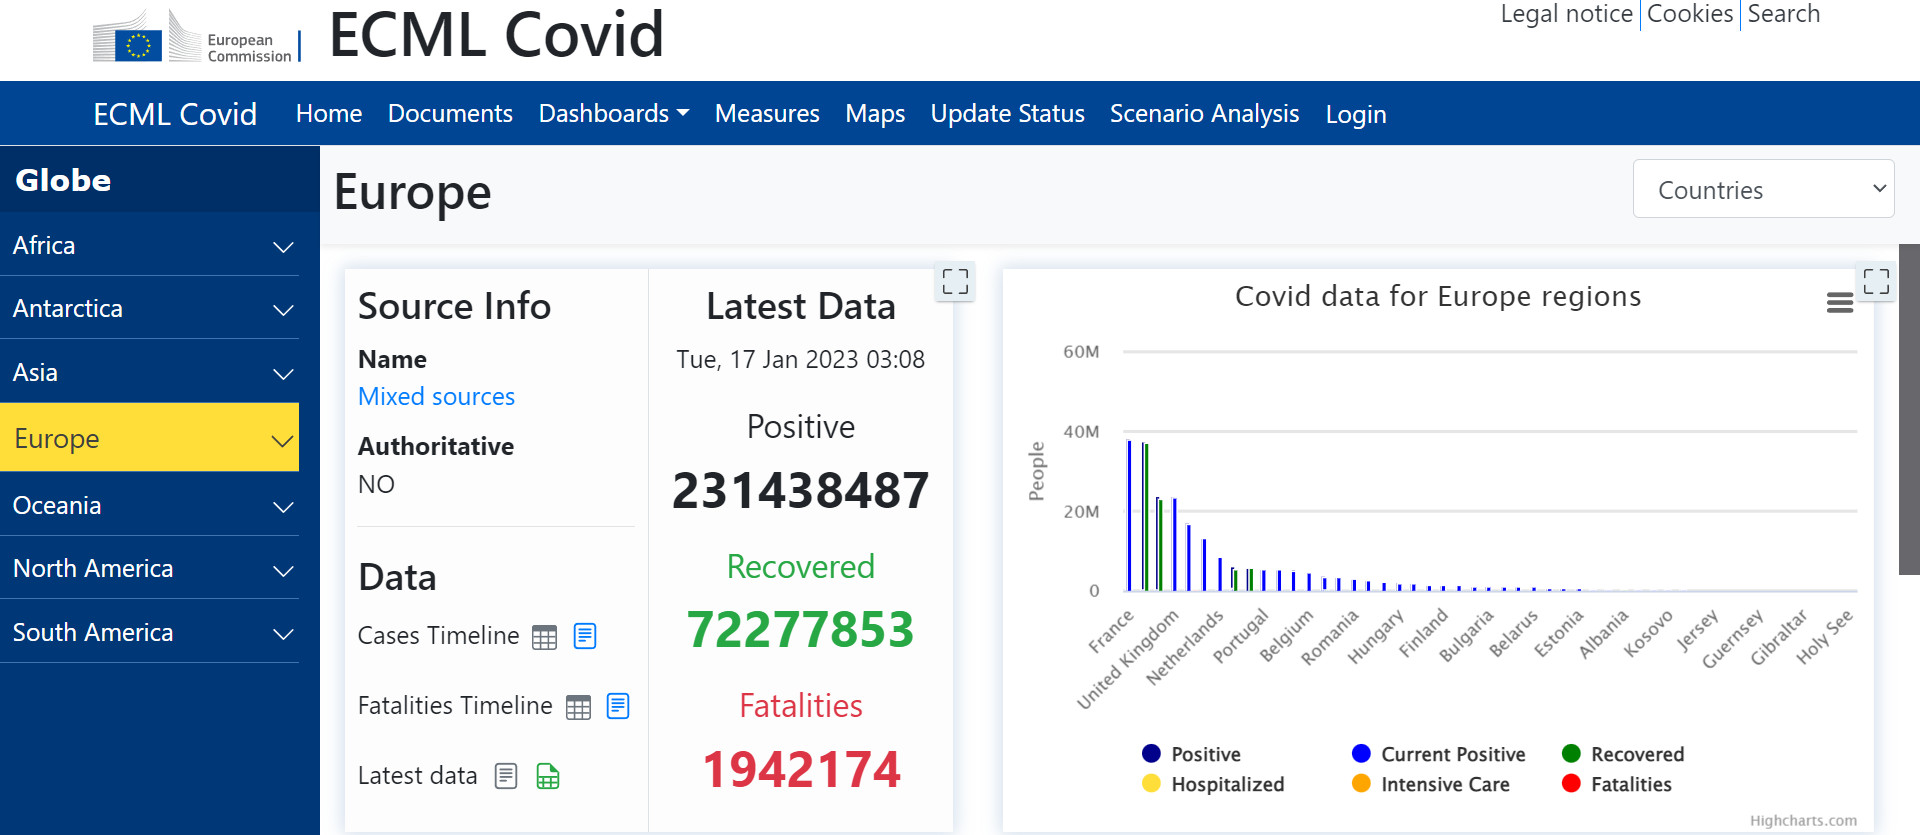 European
Commission
ECML Covid
Legal notice
Cookies
Search
ECML Covid
Home
Documents
Dashboards
Measures
Maps
Update Status
Scenario Analysis
Login
Globe
Africa
Antarctica
Asia
Europe
Oceania
North America
South America
Europe
Countries
Source Info
Name
Mixed sources
Authoritative
NO
Data
Cases Timeline
Fatalities Timeline
Latest data
Latest Data
Tue, 17 Jan 2023 03:08
Positive
231438487
Recovered
72277853
Fatalities
1942174
Covid data for Europe regions
People
60M
40M
20M
0
France
United Kingdom
Netherlands
Portugal
Belgium
Romania
Hungary
Finland
Bulgaria
Belarus
Estonia
Albania
Kosovo
Jersey
Guernsey
Gibraltar
Holy See
Positive
Current Positive
Recovered
Hospitalized
Intensive Care
Fatalities
Highcharts.com